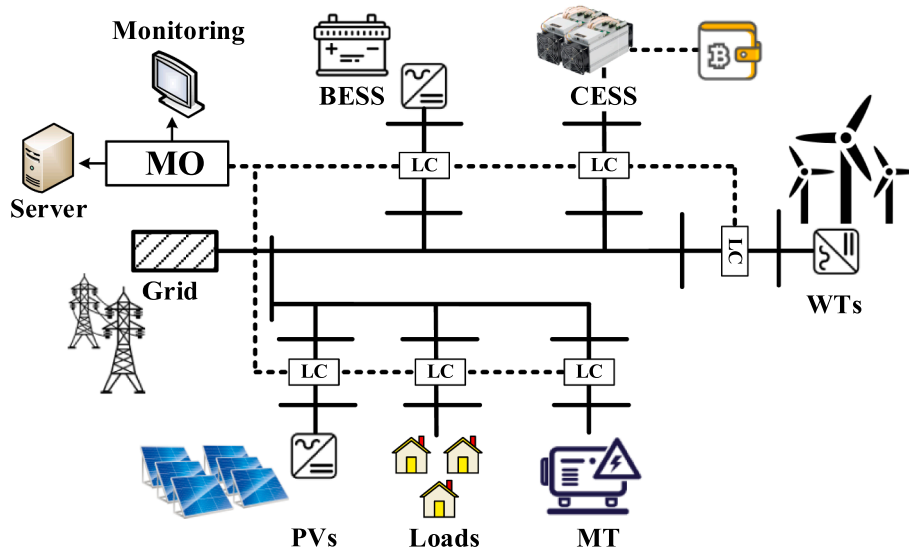 Monitoring
BESS
CESS
MO
LC
LC
Server
LC
Grid
WTs
LC
LC
LC
PVs
Loads
MT